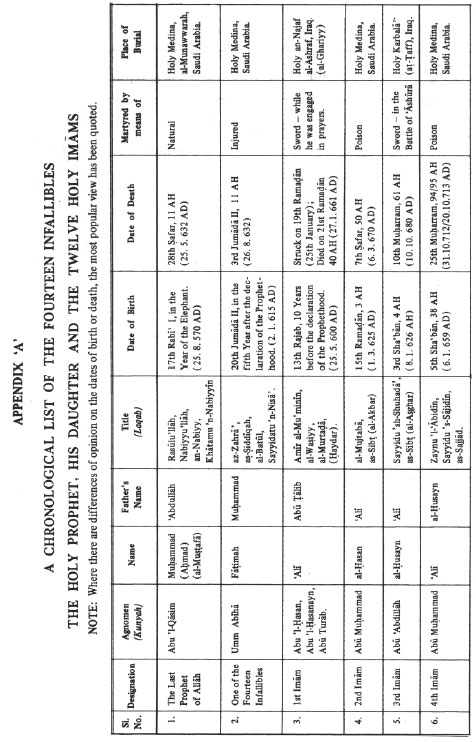 APPENDIX 'A'
A CHRONOLOGICAL LIST OF THE FOURTEEN INFALLIBLES
THE HOLY PROPHET, HIS DAUGHTER AND THE TWELVE HOLY IMĀMS
NOTE: Where there are differences of opinion on the dates of birth or death, the most popular view has been quoted.
Sl. No. | Designation | Agnomen (Kunyah) | Name | Father's Name | Title (Laqab) | Date of Birth | Date of Death | Martyred by means of | Place of Burial
1. | The Last Prophet of Allāh | Abu 'l-Qāsim | Muḥammad (Aḥmad) (al-Muṣṭafā) | 'Abdullāh | Rasūlu'llāh, Nabiyyu'llāh, an-Nabiyy, Khātamu 'n-Nabiyyīn | 17th Rabī' I, in the Year of the Elephant. (25. 8. 570 AD) | 28th Ṣafar, 11 AH (25. 5. 632 AD) | Natural | Holy Medina, al-Munawwarah, Saudi Arabia.
2. | One of the Fourteen Infallibles | Umm Abīhā | Fāṭimah | Muḥammad | az-Zahrā', aṣ-Ṣiddīqah, al-Batūl, Sayyidatu 'n-Nisā'. | 20th Jumādā II, in the fifth Year after the declaration of the Prophethood. (2. 1. 615 AD) | 3rd Jumādā II, 11 AH (26. 8. 632) | Injured | Holy Medina, Saudi Arabia.
3. | 1st Imām | Abu 'l-Ḥasan, Abu 'l-Ḥasanayn, Abū Turāb. | 'Alī | Abū Ṭālib | Amīr al-Mu'minīn, al-Waṣiyy, al-Murtaḍā, (Ḥaydar). | 13th Rajab, 10 Years before the declaration of the Prophethood. (25. 5. 600 AD) | Struck on 19th Ramaḍān (25th January); Died on 21st Ramaḍān 40 AH (27. 1. 661 AD) | Sword – while he was engaged in prayers. | Holy an-Najaf al-Ashraf, Iraq. (al-Ghariyy)
4. | 2nd Imām | Abū Muḥammad | al-Ḥasan | 'Alī | al-Mujtabā, as-Sibṭ (al-Akbar) | 15th Ramaḍān, 3 AH (1. 3. 625 AD) | 7th Ṣafar, 50 AH (6. 3. 670 AD) | Poison | Holy Medina, Saudi Arabia.
5. | 3rd Imām | Abū 'Abdillāh | al-Ḥusayn | 'Alī | Sayyidu 'sh-Shuhadā', as-Sibṭ (al-Aṣghar) | 3rd Sha'bān, 4 AH (8. 1. 626 AH) | 10th Muḥarram, 61 AH (10. 10. 680 AD) | Sword – in the Battle of 'Āshūrā | Holy Karbalā' (aṭ-Ṭaff), Iraq.
6. | 4th Imām | Abū Muḥammad | 'Alī | al-Ḥusayn | Zaynu 'l-'Ābidīn, Sayyidu 's-Sājidīn, as-Sajjād. | 5th Sha'bān, 38 AH (6. 1. 659 AD) | 25th Muḥarram, 94/95 AH (31.10.712/20.10.713 AD) | Poison | Holy Medina, Saudi Arabia.